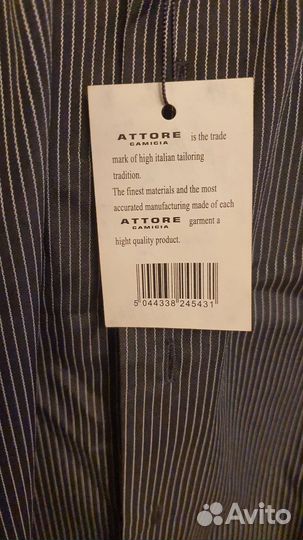 ATTORE is the trade
CAMICIA
mark of high italian tailoring
tradition.
The finest materials and the most
accurated manufacturing made of each
ATTORE garment a
CAMICIA
hight quality product.
5 044338 245431
Avito